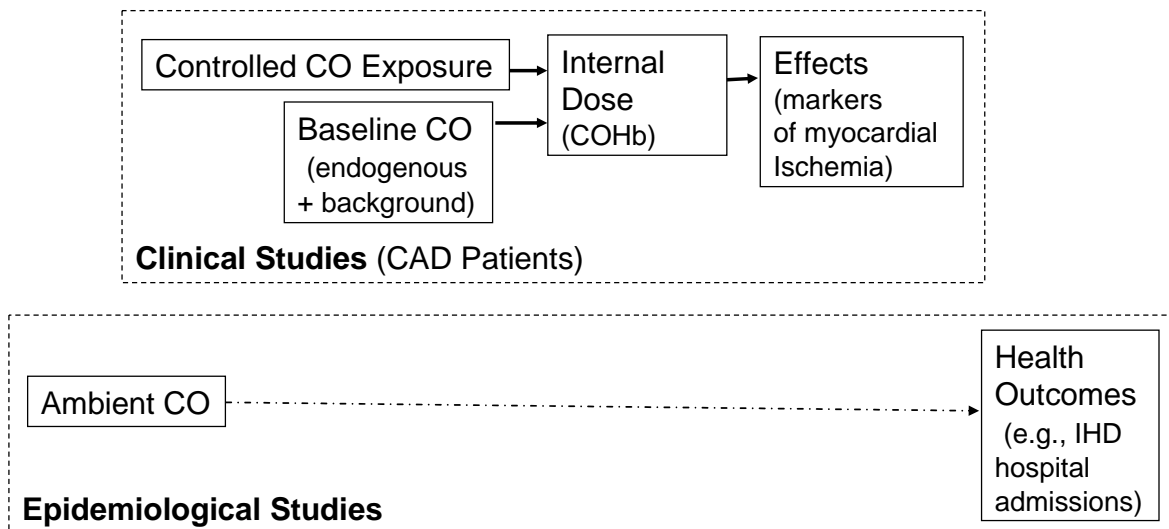 Controlled CO Exposure
Baseline CO
(endogenous
+ background)
Internal
Dose
(COHb)
Effects
(markers
of myocardial
Ischemia)
Clinical Studies (CAD Patients)
Ambient CO
Health
Outcomes
(e.g., IHD
hospital
admissions)
Epidemiological Studies